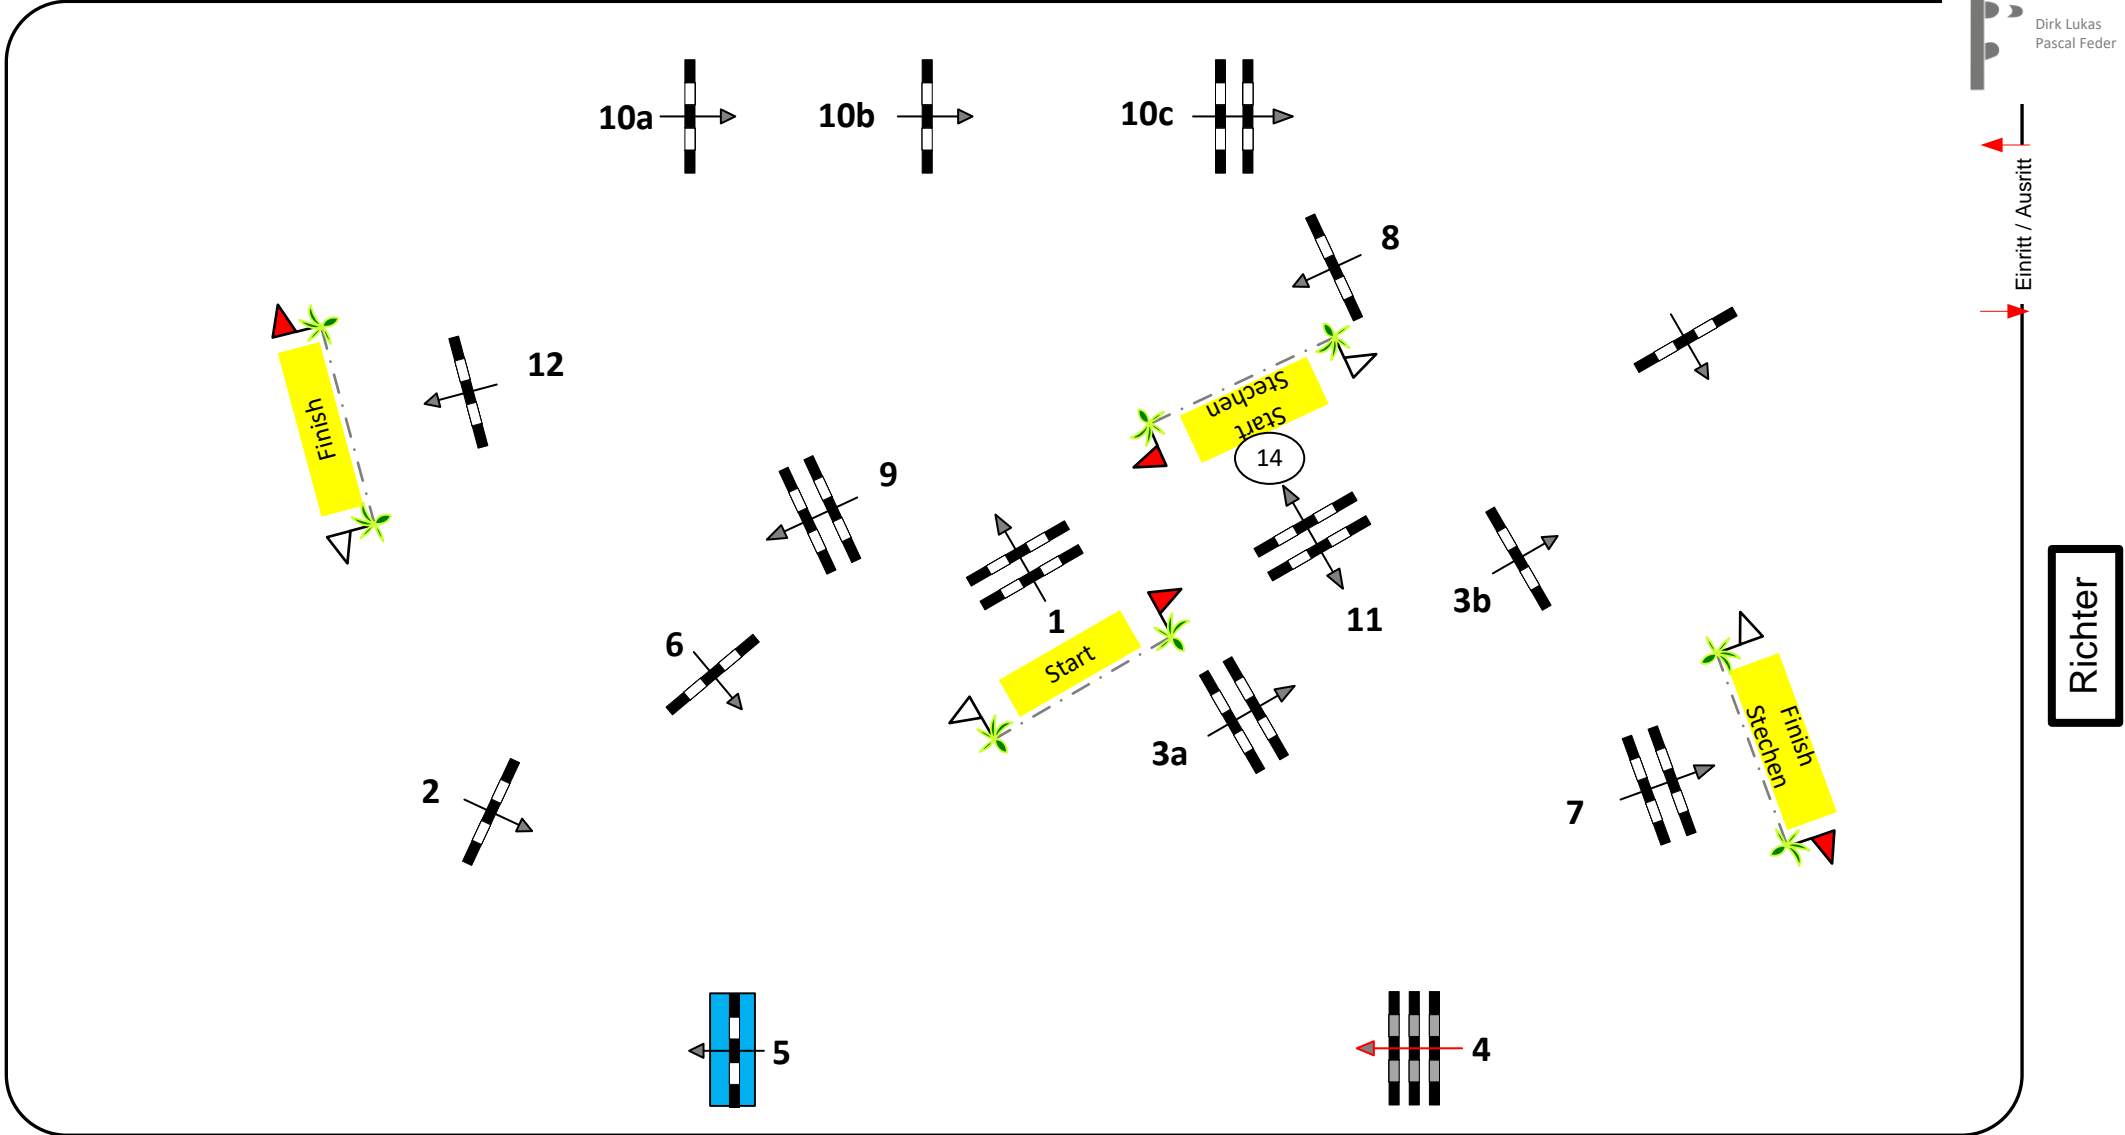 Dirk Lukas
Pascal Feder
10a
10b
10c
Einritt / Ausritt
8
12
Finish
Start
Stechen
14
9
11
3b
1
Start
6
3a
2
7
Finish
Stechen
Richter
5
4